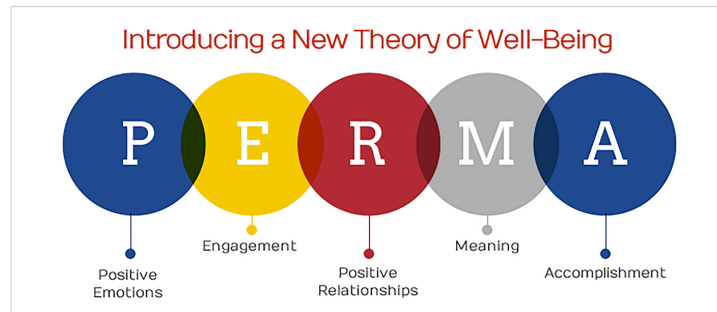 Introducing a New Theory of Well-Being
P E R M A
Engagement
Meaning
Positive
Emotions
Positive
Relationships
Accomplishment